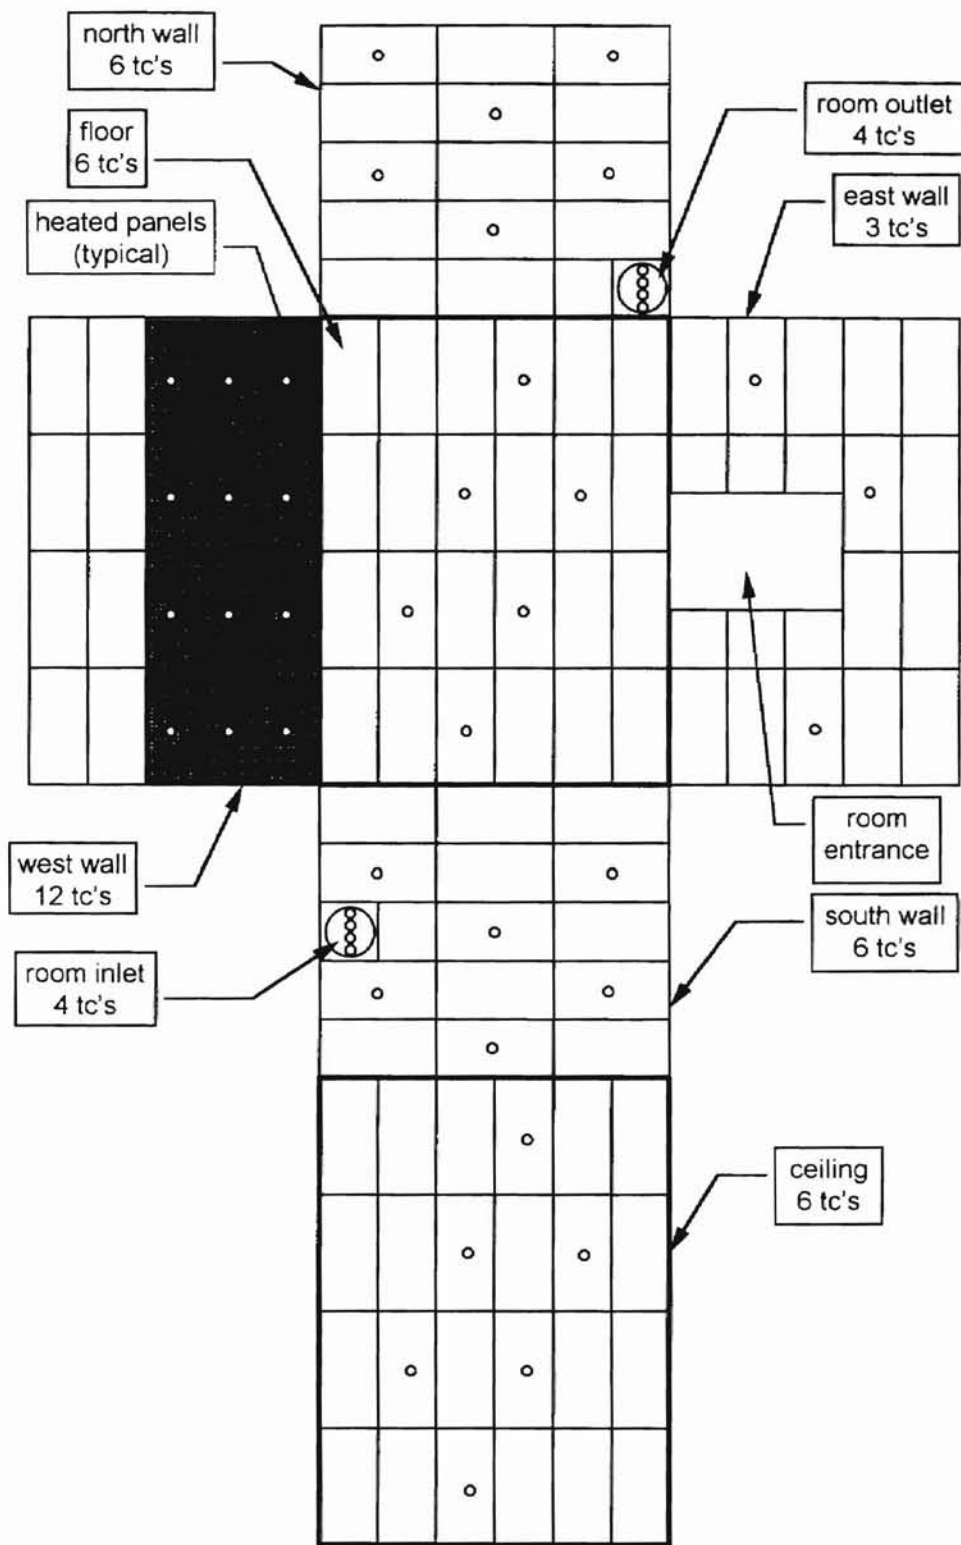 north wall
6 tc's
floor
6 tc's
heated panels
(typical)
room outlet
4 tc's
east wall
3 tc's
west wall
12 tc's
room inlet
4 tc's
room
entrance
south wall
6 tc's
ceiling
6 tc's